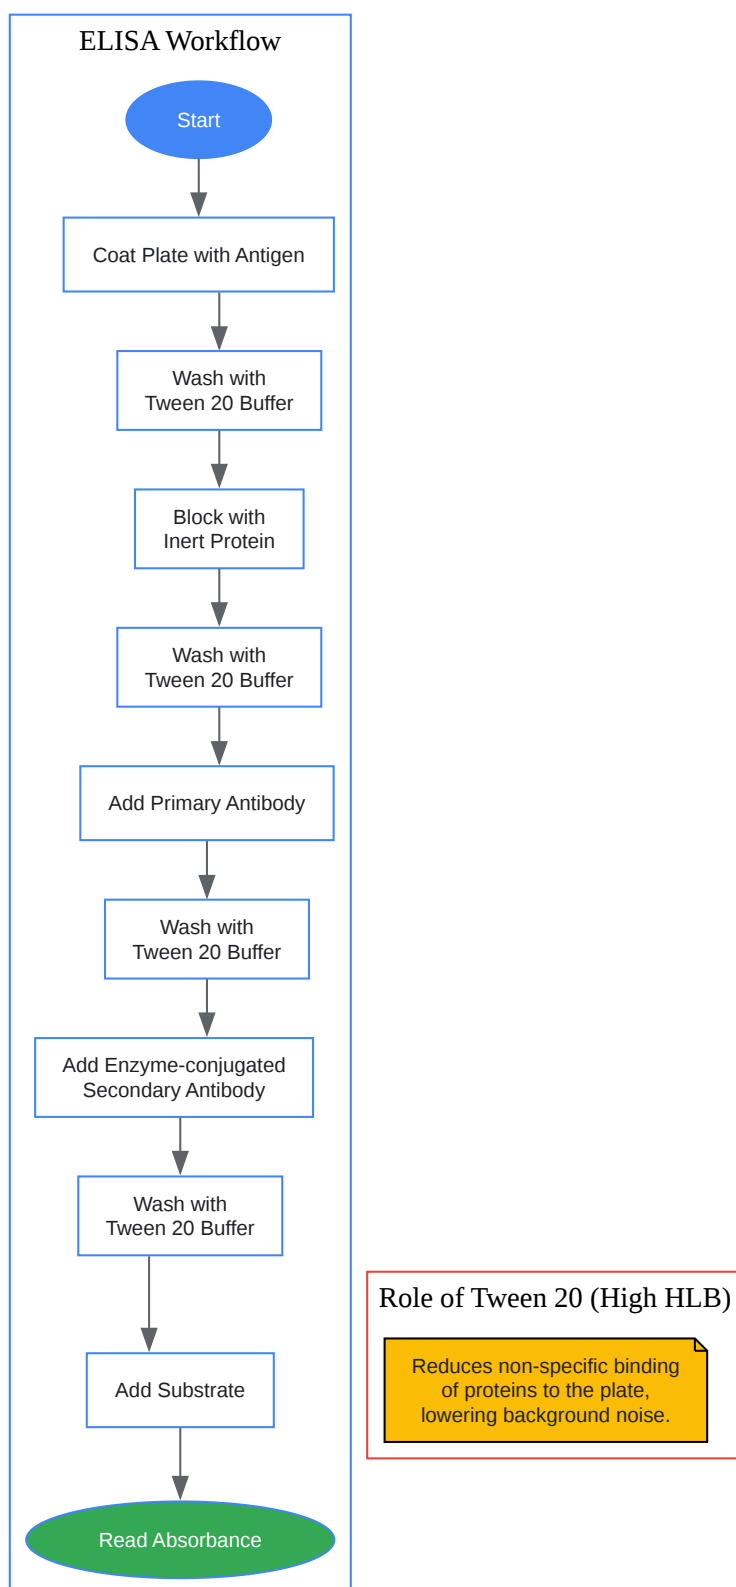 ELISA Workflow
Start
Coat Plate with Antigen
Wash with
Tween 20 Buffer
Block with
Inert Protein
Wash with
Tween 20 Buffer
Add Primary Antibody
Wash with
Tween 20 Buffer
Add Enzyme-conjugated
Secondary Antibody
Wash with
Tween 20 Buffer
Add Substrate
Read Absorbance
Role of Tween 20 (High HLB)
Reduces non-specific binding
of proteins to the plate,
lowering background noise.